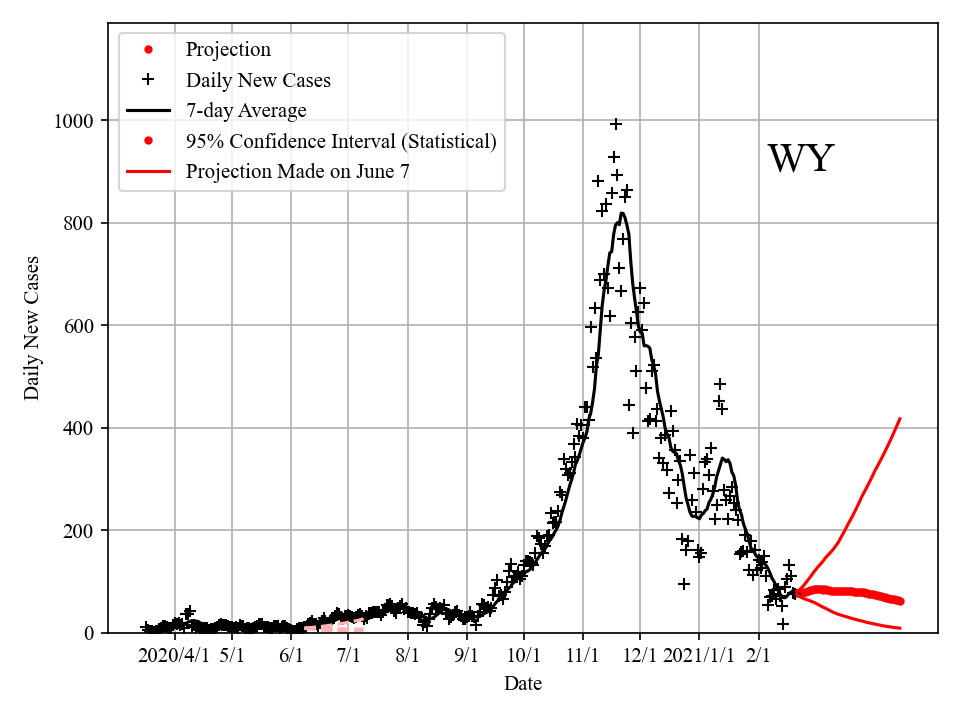 Projection
Daily New Cases
7-day Average
95% Confidence Interval (Statistical)
Projection Made on June 7
WY
Daily New Cases
1000
800
600
400
200
0
2020/4/1 5/1 6/1 7/1 8/1 9/1 10/1 11/1 12/1 2021/1/1 2/1
Date